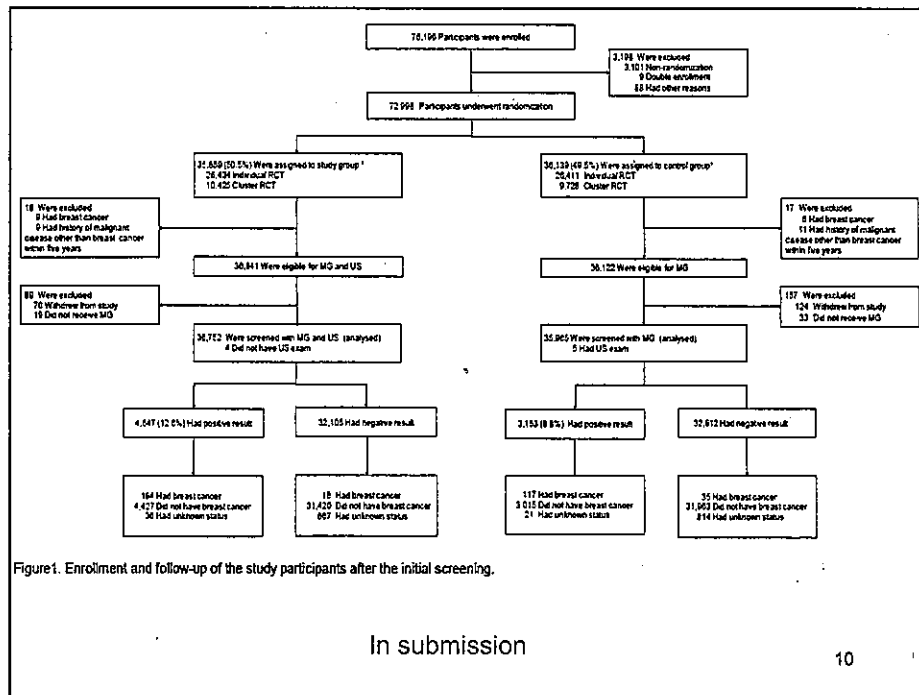 76,196 Participants were enrolled
3,198 Were excluded
3,101 Non-randomization
9 Double enrollment
88 Had other reasons
72,998 Participants underwent randomization
36,859 (50.5%) Were assigned to study group *
26,434 Individual RCT
10,425 Cluster RCT
36,139 (49.5%) Were assigned to control group*
26,411 Individual RCT
9,728 Cluster RCT
18 Were excluded
9 Had breast cancer
9 Had history of malignant
disease other than breast cancer
within five years
17 Were excluded
6 Had breast cancer
11 Had history of malignant
disease other than breast cancer
within five years
36,841 Were eligible for MG and US
36,122 Were eligible for MG
89 Were excluded
70 Withdrew from study
19 Did not receive MG
157 Were excluded
124 Withdrew from study
33 Did not receive MG
36,752 Were screened with MG and US (analysed)
4 Did not have US exam
35,965 Were screened with MG (analysed)
5 Had US exam
4,647 (12.6%) Had positive result
32,105 Had negative result
3,153 (8.8%) Had positive result
32,812 Had negative result
184 Had breast cancer
4,427 Did not have breast cancer
36 Had unknown status
18 Had breast cancer
31,420 Did not have breast cancer
667 Had unknown status
117 Had breast cancer
3,015 Did not have breast cancer
21 Had unknown status
35 Had breast cancer
31,963 Did not have breast cancer
814 Had unknown status
Figure1. Enrollment and follow-up of the study participants after the initial screening.
In submission
10